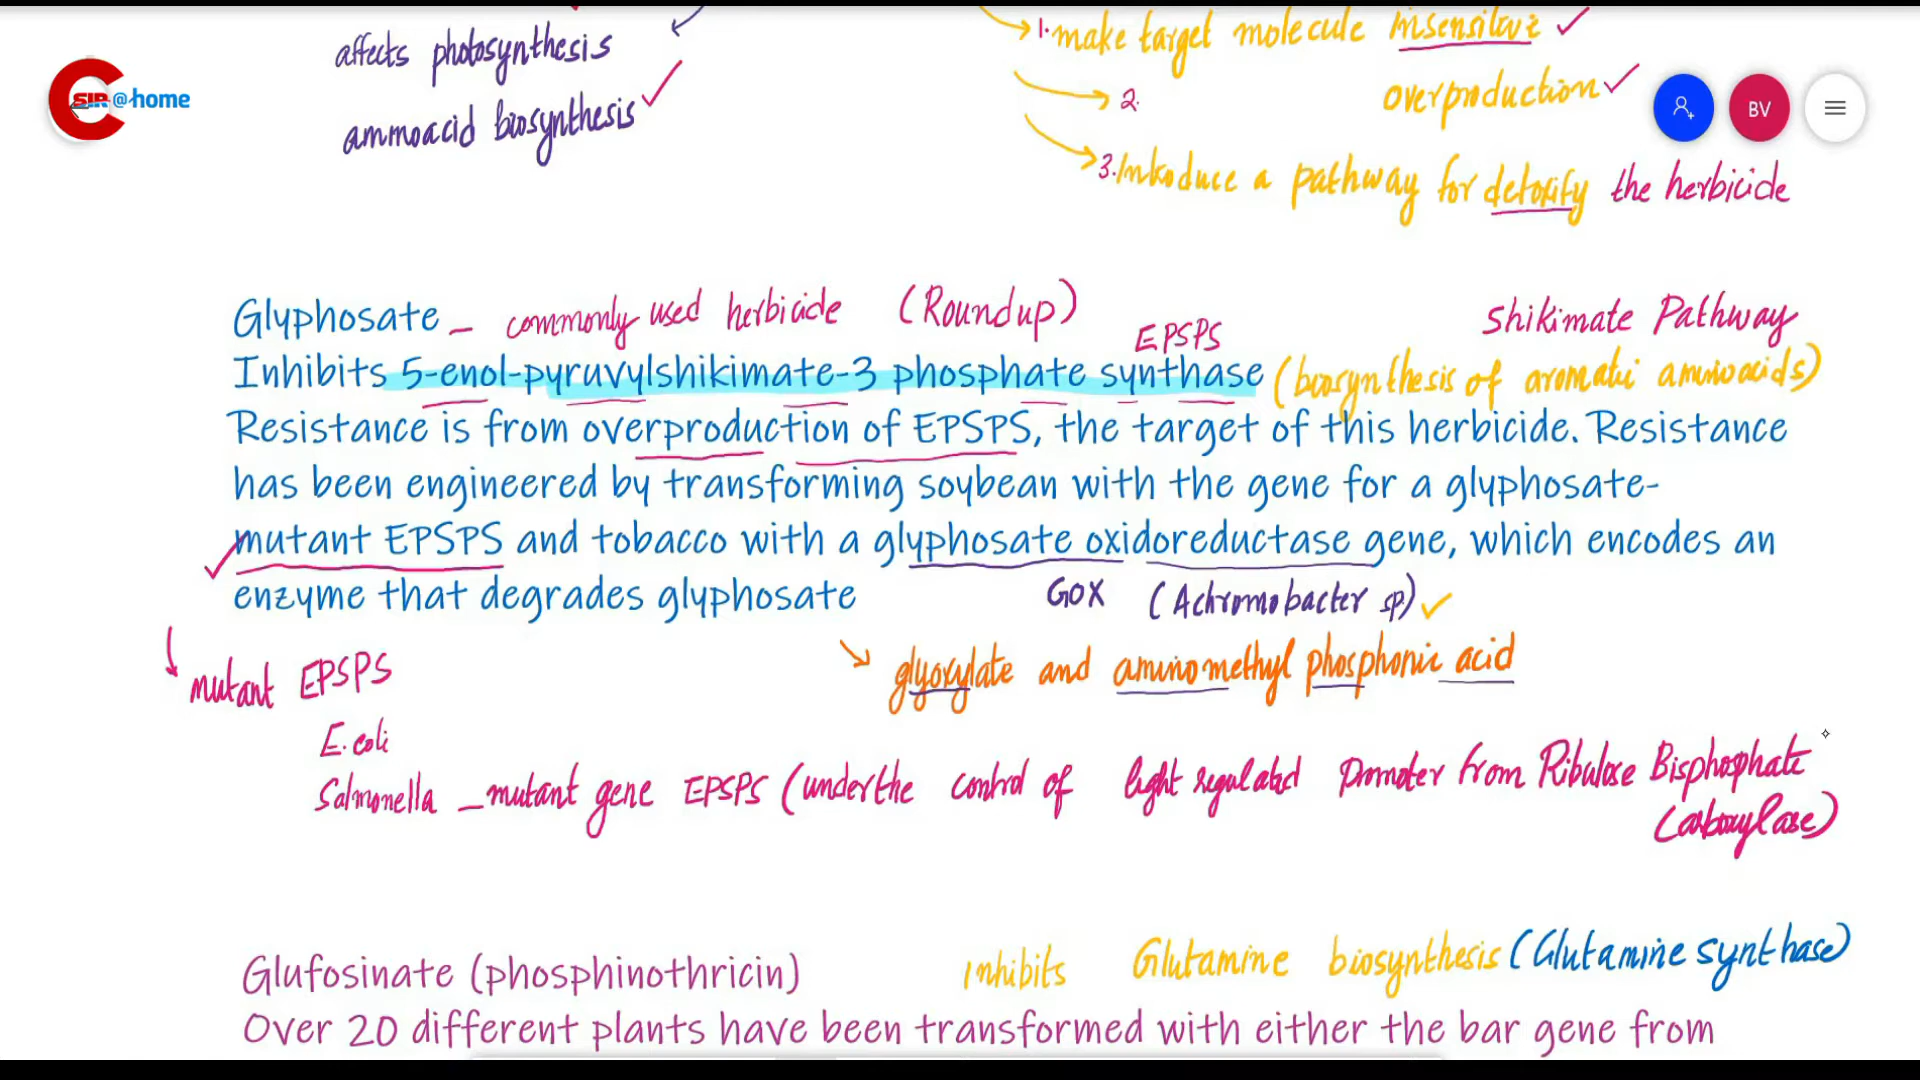 affects photosynthesis
aminoacid biosynthesis
1. make target molecule insensitive
2. overproduction
3. Introduce a pathway for detoxify the herbicide
CSIR@home
BV
Glyphosate - commonly used herbicide (Roundup)
EPSPS
Shikimate Pathway
Inhibits 5-enol-pyruvylshikimate-3 phosphate synthase (biosynthesis of aromatic aminoacids)
Resistance is from overproduction of EPSPS, the target of this herbicide. Resistance
has been engineered by transforming soybean with the gene for a glyphosate-
mutant EPSPS and tobacco with a glyphosate oxidoreductase gene, which encodes an
enzyme that degrades glyphosate
GOX (Achromobacter sp)
glyoxylate and aminomethyl phosphonic acid
mutant EPSPS
E.coli
Salmonella - mutant gene EPSPS (under the control of light regulated Promoter from Ribulose Bisphosphate
Carboxylase)
Glufosinate (phosphinothricin) Inhibits Glutamine biosynthesis (Glutamine synthase)
Over 20 different plants have been transformed with either the bar gene from